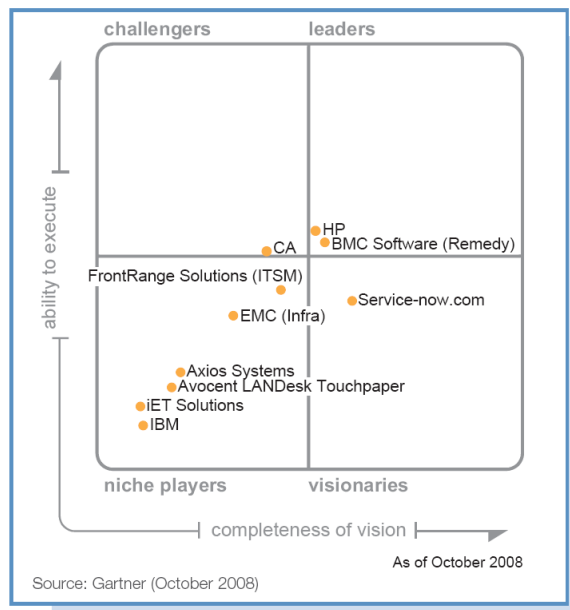 challengers
leaders
ability to execute
HP
BMC Software (Remedy)
CA
FrontRange Solutions (ITSM)
Service-now.com
EMC (Infra)
Axios Systems
Avocent LANDesk Touchpaper
iET Solutions
IBM
niche players
visionaries
completeness of vision
As of October 2008
Source: Gartner (October 2008)